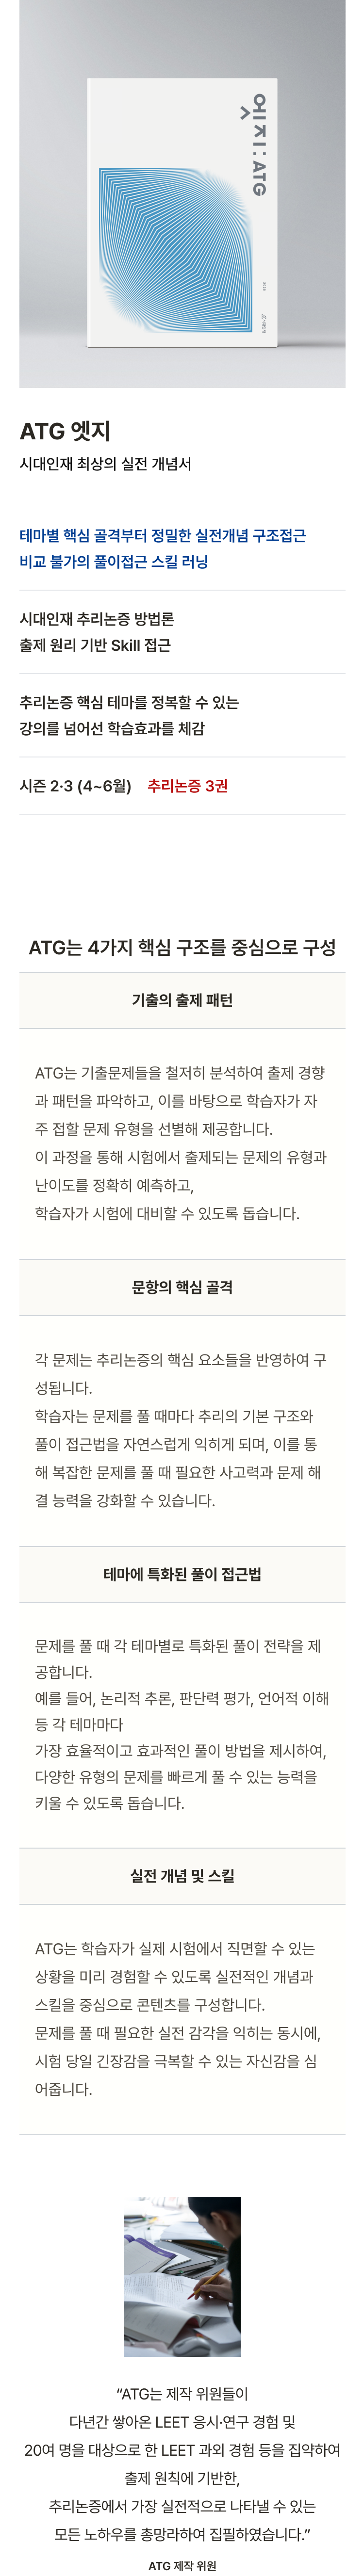 엣지: ATG
ATG 엣지
시대인재 최상의 실전 개념서
테마별 핵심 골격부터 정밀한 실전개념 구조접근
비교 불가의 풀이접근 스킬 러닝
시대인재 추리논증 방법론
출제 원리 기반 Skill 접근
추리논증 핵심 테마를 정복할 수 있는
강의를 넘어선 학습효과를 체감
시즌 2·3 (4~6월) 추리논증 3권
ATG는 4가지 핵심 구조를 중심으로 구성
기출의 출제 패턴
ATG는 기출문제들을 철저히 분석하여 출제 경향
과 패턴을 파악하고, 이를 바탕으로 학습자가 자
주 접할 문제 유형을 선별해 제공합니다.
이 과정을 통해 시험에서 출제되는 문제의 유형과
난이도를 정확히 예측하고,
학습자가 시험에 대비할 수 있도록 돕습니다.
문항의 핵심 골격
각 문제는 추리논증의 핵심 요소들을 반영하여 구
성됩니다.
학습자는 문제를 풀 때마다 추리의 기본 구조와
풀이 접근법을 자연스럽게 익히게 되며, 이를 통
해 복잡한 문제를 풀 때 필요한 사고력과 문제 해
결 능력을 강화할 수 있습니다.
테마에 특화된 풀이 접근법
문제를 풀 때 각 테마별로 특화된 풀이 전략을 제
공합니다.
예를 들어, 논리적 추론, 판단력 평가, 언어적 이해
등 각 테마마다
가장 효율적이고 효과적인 풀이 방법을 제시하여,
다양한 유형의 문제를 빠르게 풀 수 있는 능력을
키울 수 있도록 돕습니다.
실전 개념 및 스킬
ATG는 학습자가 실제 시험에서 직면할 수 있는
상황을 미리 경험할 수 있도록 실전적인 개념과
스킬을 중심으로 콘텐츠를 구성합니다.
문제를 풀 때 필요한 실전 감각을 익히는 동시에,
시험 당일 긴장감을 극복할 수 있는 자신감을 심
어줍니다.
“ATG는 제작 위원들이
다년간 쌓아온 LEET 응시·연구 경험 및
20여 명을 대상으로 한 LEET 과외 경험 등을 집약하여
출제 원칙에 기반한,
추리논증에서 가장 실전적으로 나타낼 수 있는
모든 노하우를 총망라하여 집필하였습니다.”
ATG 제작 위원